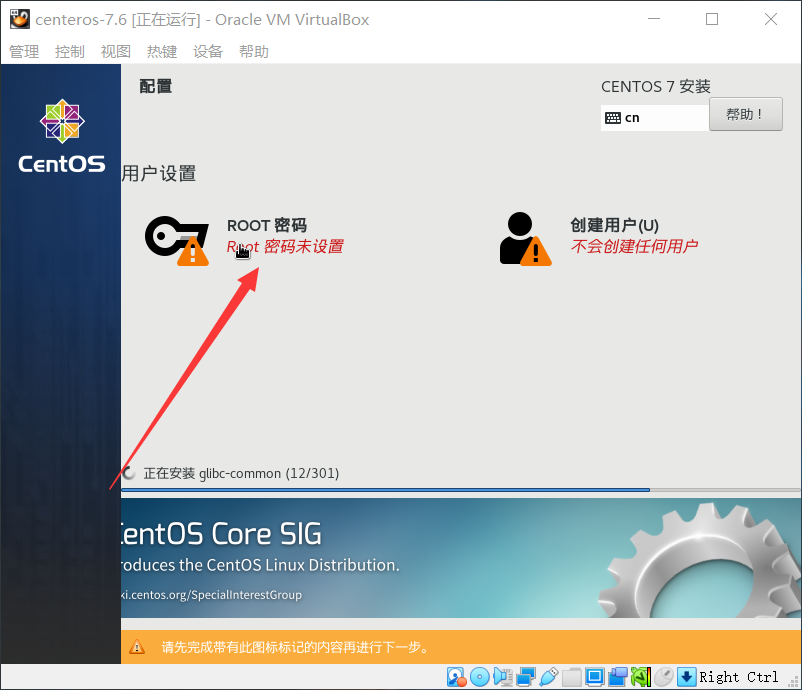 centeros-7.6 [正在运行] - Oracle VM VirtualBox
管理 控制 视图 热键 设备 帮助
配置
CENTOS 7 安装
cn
帮助！
CentOS
用户设置
ROOT 密码
Root 密码未设置
创建用户(U)
不会创建任何用户
正在安装 glibc-common (12/301)
CentOS Core SIG
roduces the CentOS Linux Distribution.
ki.centos.org/SpecialInterestGroup
请先完成带有此图标标记的内容再进行下一步。
Right Ctrl